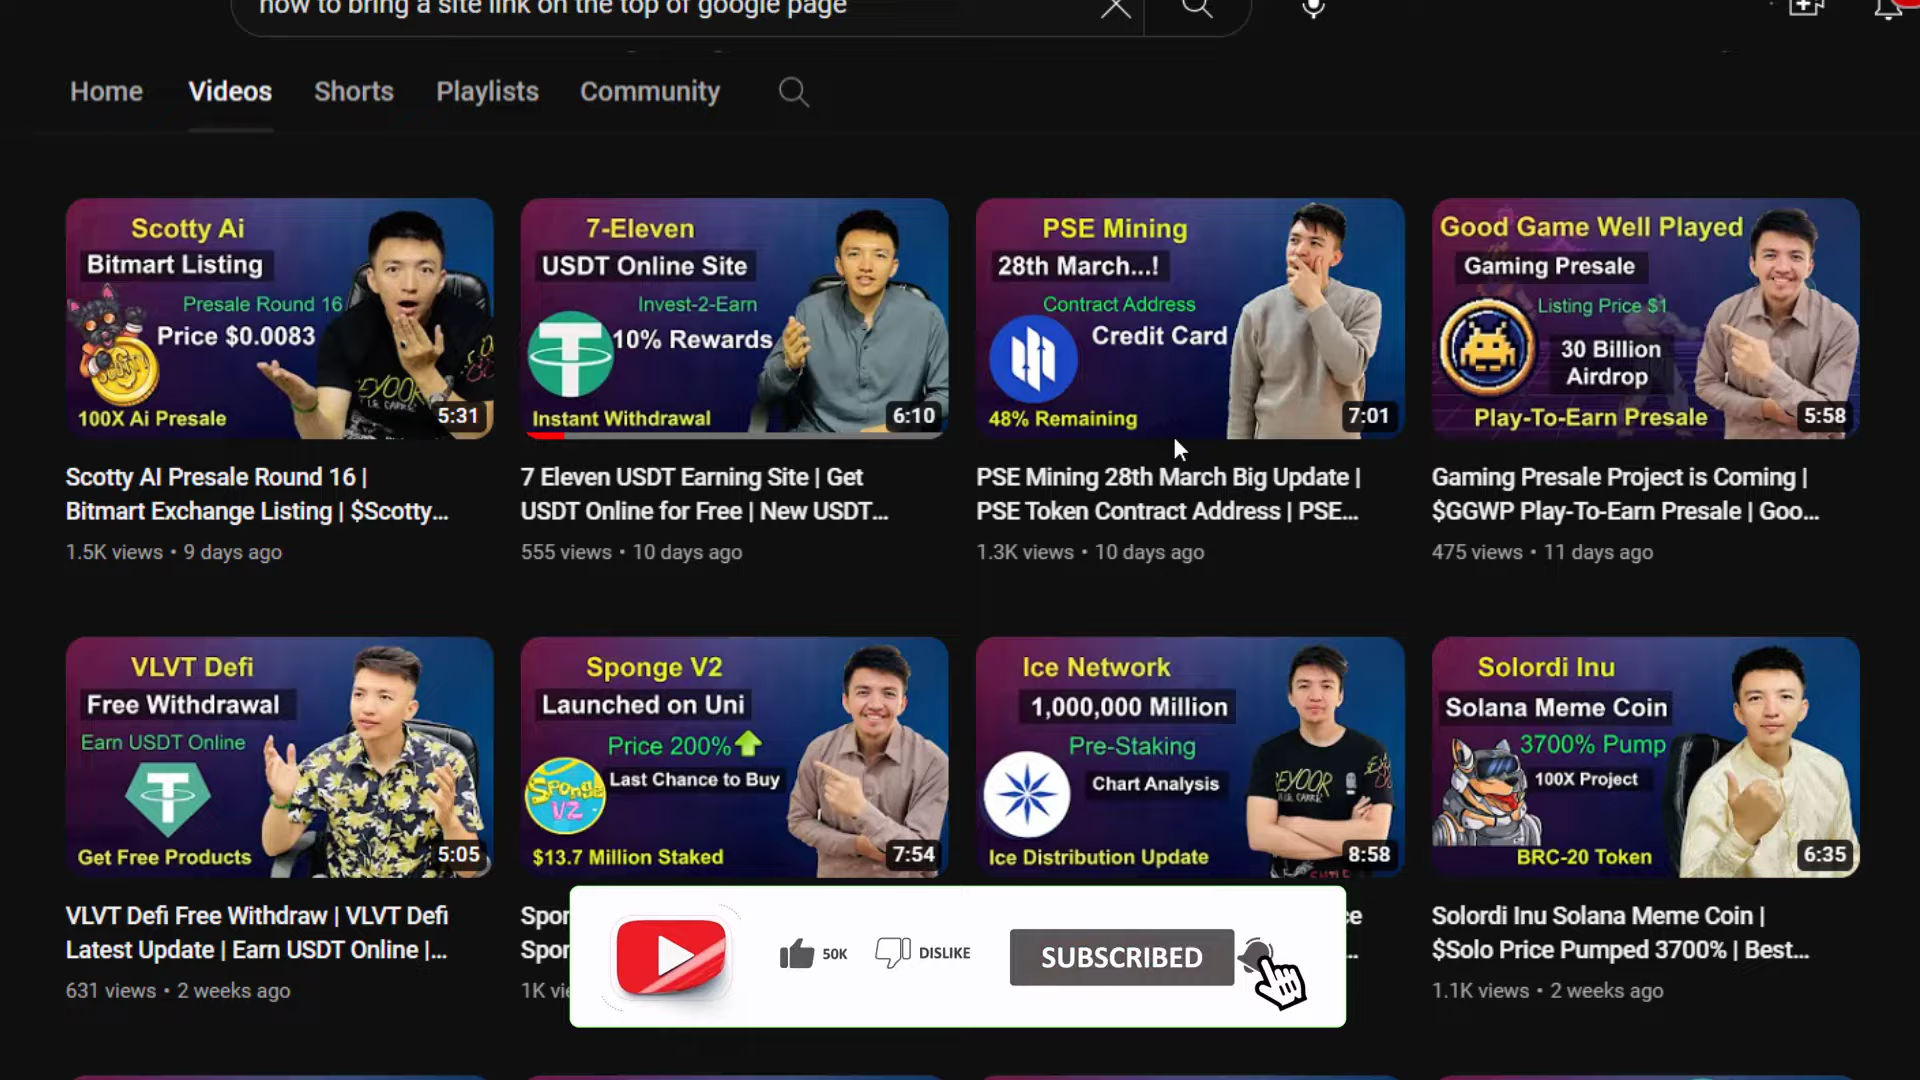 how to bring a site link on the top of google page
Home Videos Shorts Playlists Community
Scotty Ai
Bitmart Listing
Presale Round 16
Price $0.0083
100X Ai Presale
5:31
7-Eleven
USDT Online Site
Invest-2-Earn
10% Rewards
Instant Withdrawal
6:10
PSE Mining
28th March...!
Contract Address
Credit Card
48% Remaining
7:01
Good Game Well Played
Gaming Presale
Listing Price $1
30 Billion
Airdrop
Play-To-Earn Presale
5:58
Scotty AI Presale Round 16 |
Bitmart Exchange Listing | $Scotty...
1.5K views • 9 days ago
7 Eleven USDT Earning Site | Get
USDT Online for Free | New USDT...
555 views • 10 days ago
PSE Mining 28th March Big Update |
PSE Token Contract Address | PSE...
1.3K views • 10 days ago
Gaming Presale Project is Coming |
$GGWP Play-To-Earn Presale | Goo...
475 views • 11 days ago
VLVT Defi
Free Withdrawal
Earn USDT Online
Get Free Products
5:05
Sponge V2
Launched on Uni
Price 200%
Last Chance to Buy
Sponge
V2
$13.7 Million Staked
7:54
Ice Network
1,000,000 Million
Pre-Staking
Chart Analysis
Ice Distribution Update
8:58
Solordi Inu
Solana Meme Coin
3700% Pump
100X Project
BRC-20 Token
6:35
VLVT Defi Free Withdraw | VLVT Defi
Latest Update | Earn USDT Online |...
631 views • 2 weeks ago
Spon
Spon
1K vie
Solordi Inu Solana Meme Coin |
$Solo Price Pumped 3700% | Best...
1.1K views • 2 weeks ago
50K DISLIKE SUBSCRIBED